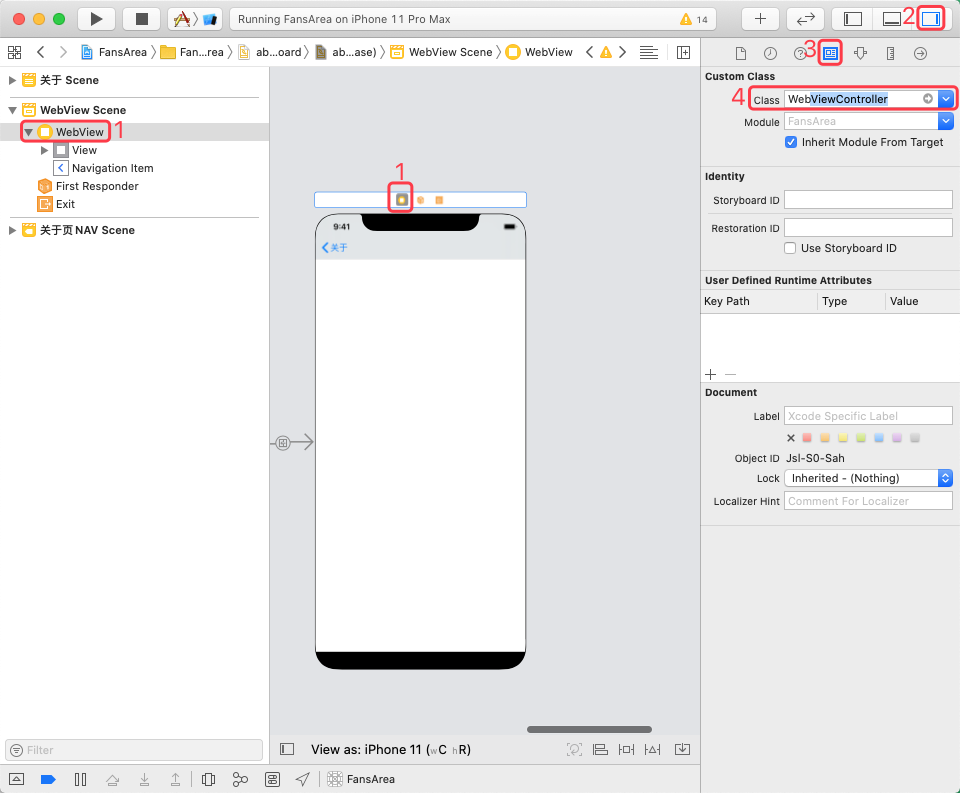 Running FansArea on iPhone 11 Pro Max
14
2
FansArea
Fan...rea
ab...oard
ab...ase)
WebView Scene
WebView
3
关于 Scene
WebView Scene
WebView
1
View
Navigation Item
First Responder
Exit
关于页 NAV Scene
1
9:41
关于
Custom Class
4
Class WebViewController
Module FansArea
Inherit Module From Target
Identity
Storyboard ID
Restoration ID
Use Storyboard ID
User Defined Runtime Attributes
Key Path Type Value
Document
Label Xcode Specific Label
Object ID JsI-S0-Sah
Lock Inherited - (Nothing)
Localizer Hint Comment For Localizer
Filter
View as: iPhone 11 (wC hR)
FansArea